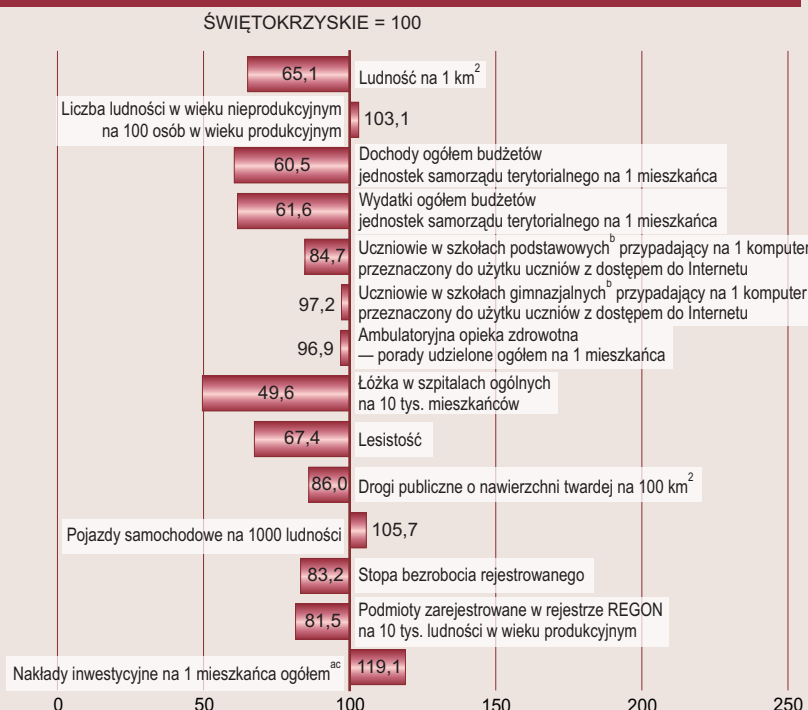 ŚWIĘTOKRZYSKIE = 100
65,1
Ludność na 1 km²
Liczba ludności w wieku nieprodukcyjnym
na 100 osób w wieku produkcyjnym
103,1
60,5
Dochody ogółem budżetów
jednostek samorządu terytorialnego na 1 mieszkańca
61,6
Wydatki ogółem budżetów
jednostek samorządu terytorialnego na 1 mieszkańca
84,7
Uczniowie w szkołach podstawowych ᵇ przypadający na 1 komputer
przeznaczony do użytku uczniów z dostępem do Internetu
97,2
Uczniowie w szkołach gimnazjalnych ᵇ przypadający na 1 komputer
przeznaczony do użytku uczniów z dostępem do Internetu
96,9
Ambulatoryjna opieka zdrowotna
— porady udzielone ogółem na 1 mieszkańca
49,6
Łóżka w szpitalach ogólnych
na 10 tys. mieszkańców
67,4
Lesistość
86,0
Drogi publiczne o nawierzchni twardej na 100 km²
Pojazdy samochodowe na 1000 ludności
105,7
83,2
Stopa bezrobocia rejestrowanego
81,5
Podmioty zarejestrowane w rejestrze REGON
na 10 tys. ludności w wieku produkcyjnym
Nakłady inwestycyjne na 1 mieszkańca ogółem ᵃᶜ
119,1
0 50 100 150 200 250